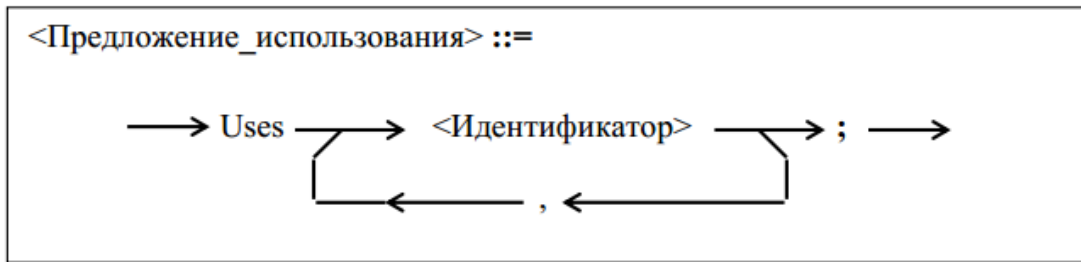 <Предложение_использования> ::=
Uses <Идентификатор> ;
,